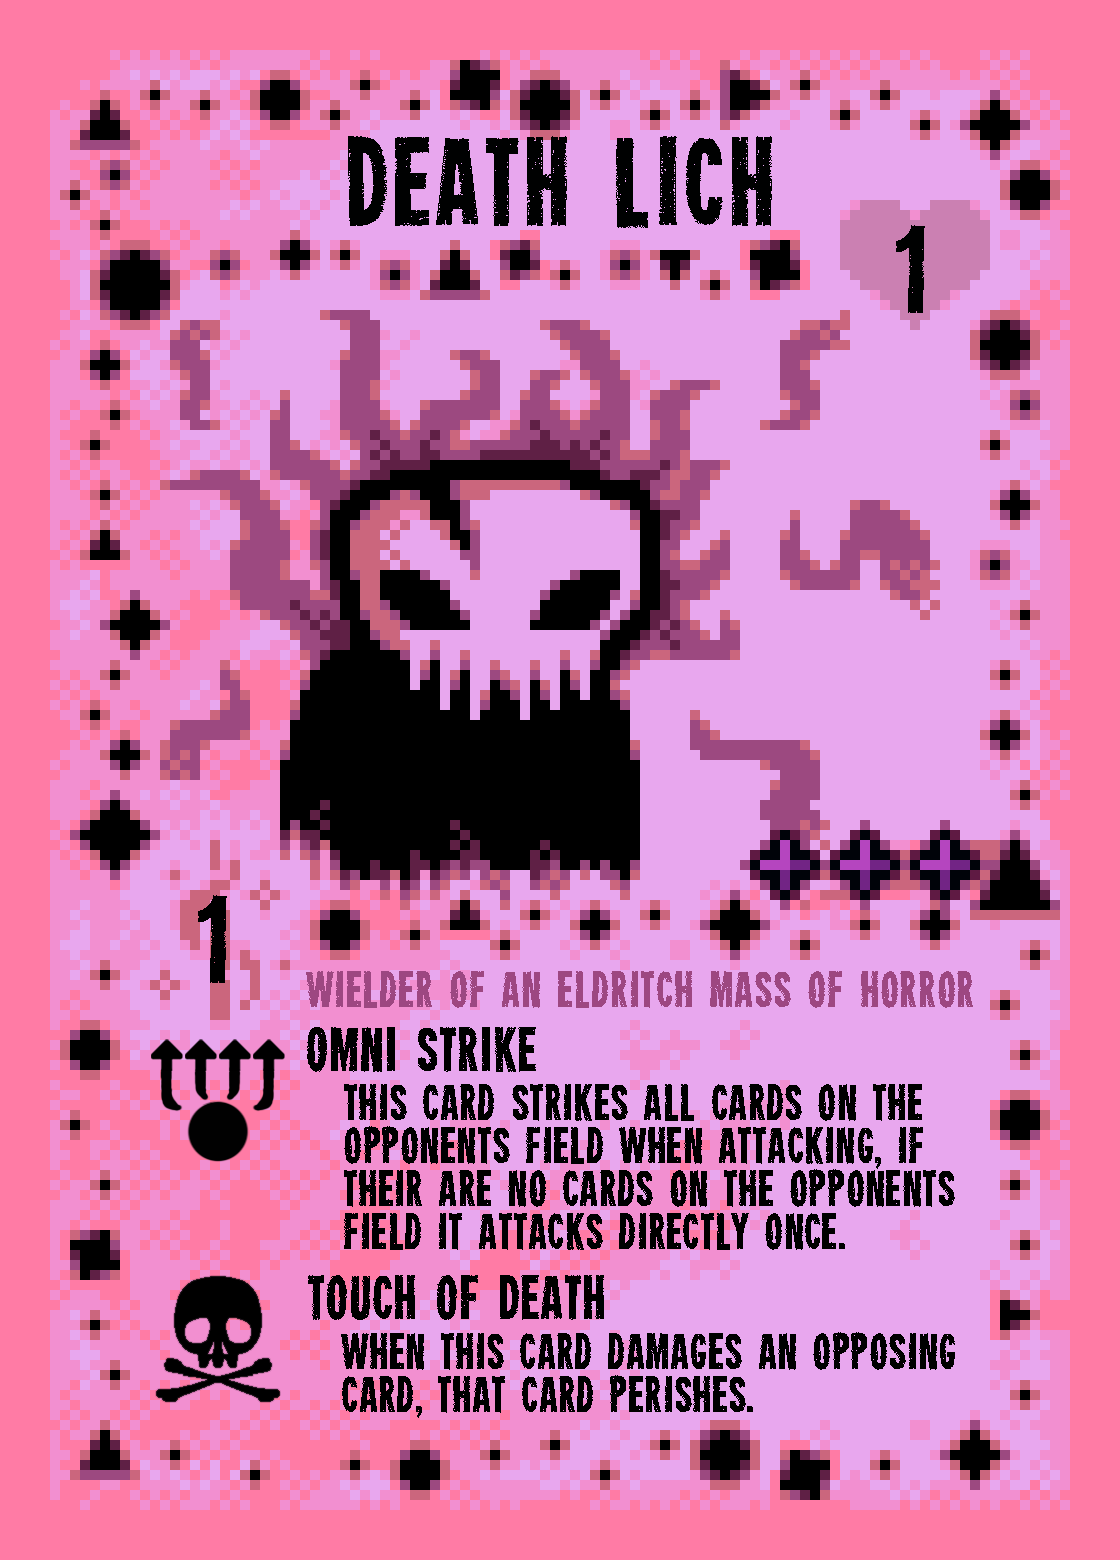 DEATH LICH
1
1
WIELDER OF AN ELDRITCH MASS OF HORROR
OMNI STRIKE
THIS CARD STRIKES ALL CARDS ON THE
OPPONENTS FIELD WHEN ATTACKING, IF
THEIR ARE NO CARDS ON THE OPPONENTS
FIELD IT ATTACKS DIRECTLY ONCE.
TOUCH OF DEATH
WHEN THIS CARD DAMAGES AN OPPOSING
CARD, THAT CARD PERISHES.